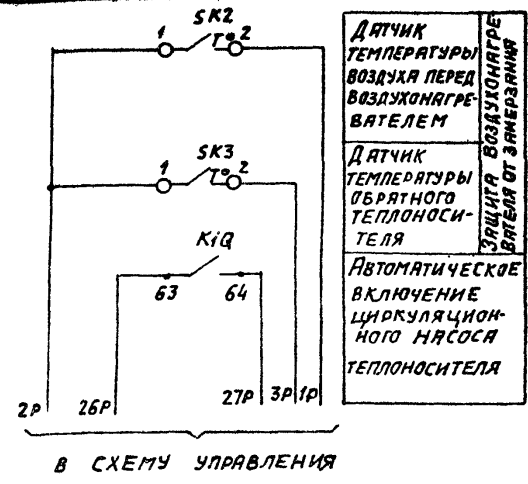 SK2
1 2
SK3
1 2
KiQ
63 64
2P 26P 27P 3P 1P
В СХЕМУ УПРАВЛЕНИЯ
ДАТЧИК
ТЕМПЕРАТУРЫ
ВОЗДУХА ПЕРЕД
ВОЗДУХОНАГРЕ-
ВАТЕЛЕМ
ДАТЧИК
ТЕМПЕРАТУРЫ
ОБРАТНОГО
ТЕПЛОНОСИ-
ТЕЛЯ
ЗАЩИТА ВОЗДУХОНАГРЕ-
ВАТЕЛЯ ОТ ЗАМЕРЗАНИЯ
АВТОМАТИЧЕСКОЕ
ВКЛЮЧЕНИЕ
ЦИРКУЛЯЦИОН-
НОГО НАСОСА
ТЕПЛОНОСИТЕЛЯ